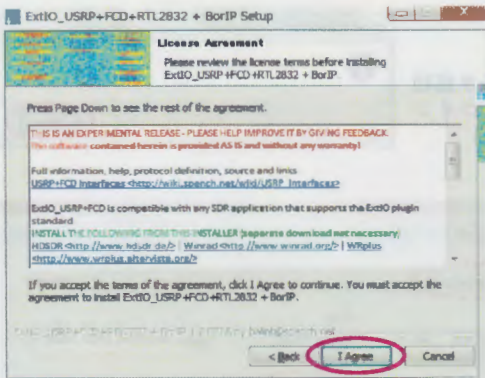 ExtIO_USRP+FCD+RTL2832 + BorIP Setup
License Agreement
Please review the license terms before installing
ExtIO_USRP+FCD+RTL2832 + BorIP.
Press Page Down to see the rest of the agreement.
THIS IS AN EXPERIMENTAL RELEASE - PLEASE HELP IMPROVE IT BY GIVING FEEDBACK
The software contained herein is provided AS IS and without any warranty!
Full information, help, protocol definition, source and links
USRP+FCD Interfaces <http://wiki.spench.net/wiki/USRP_Interfaces>
ExtIO_USRP+FCD is compatible with any SDR application that supports the ExtIO plugin
standard
INSTALL THE FOLLOWING FROM THIS INSTALLER (separate download not necessary)
HDSDR <http://www.hdsdr.de/> | Winrad <http://www.winrad.org/> | WRplus
<http://www.wrplus.altervista.org/>
If you accept the terms of the agreement, click I Agree to continue. You must accept the
agreement to install ExtIO_USRP+FCD+RTL2832 + BorIP.
< Back
I Agree
Cancel